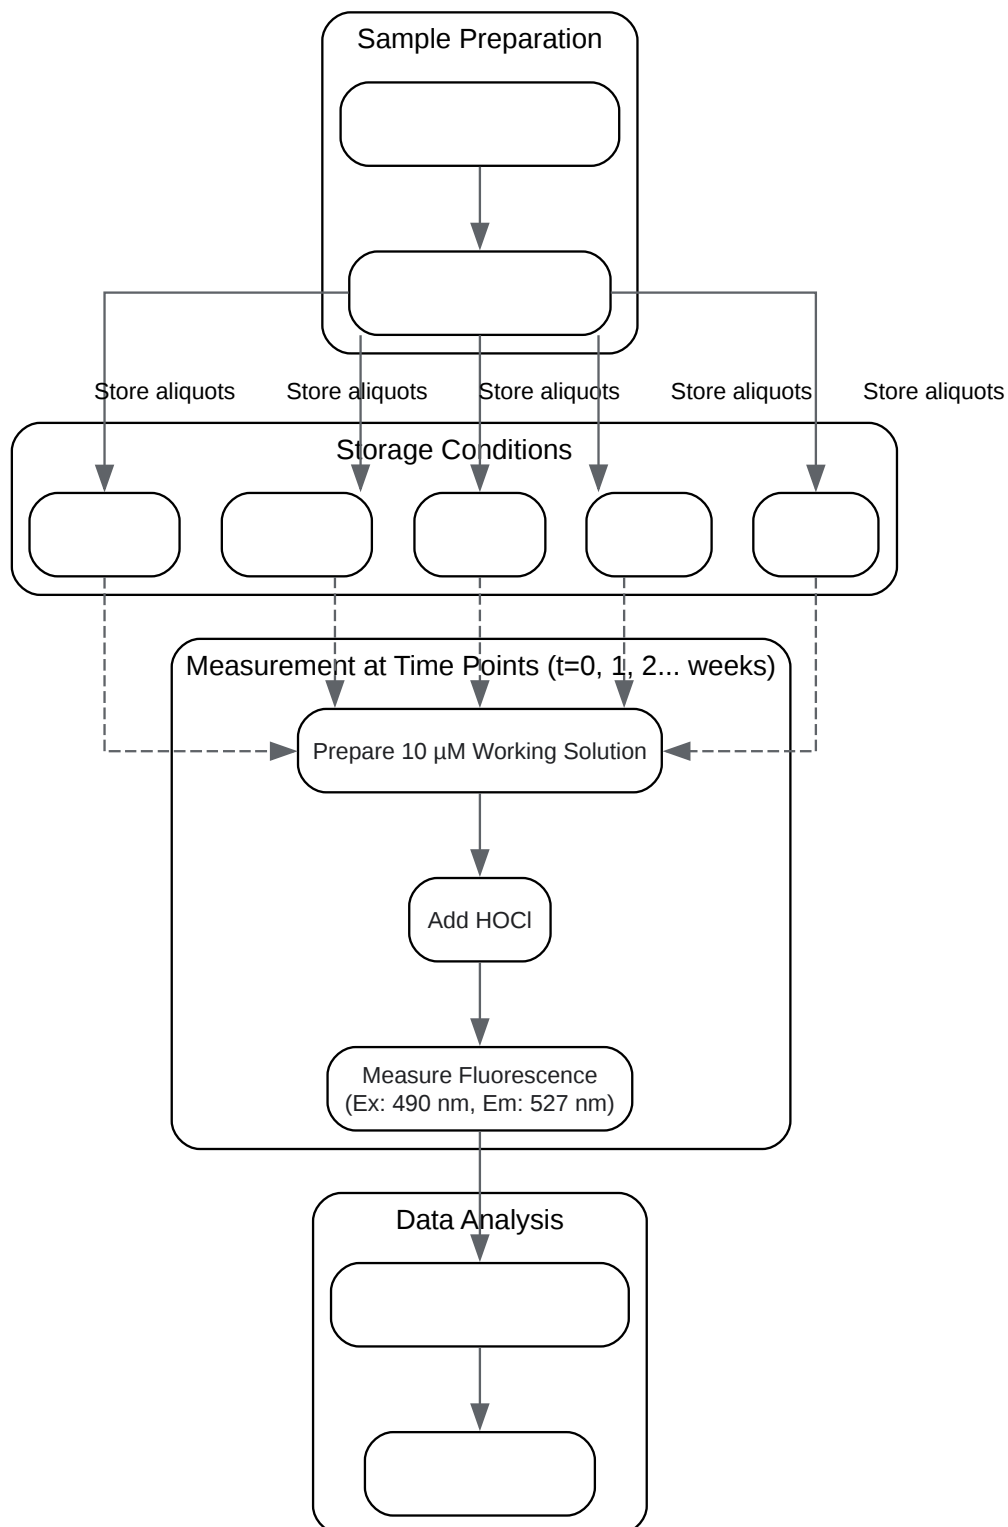 Sample Preparation
Store aliquots
Store aliquots
Store aliquots
Store aliquots
Store aliquots
Storage Conditions
Measurement at Time Points (t=0, 1, 2... weeks)
Prepare 10 µM Working Solution
Add HOCl
Measure Fluorescence
(Ex: 490 nm, Em: 527 nm)
Data Analysis